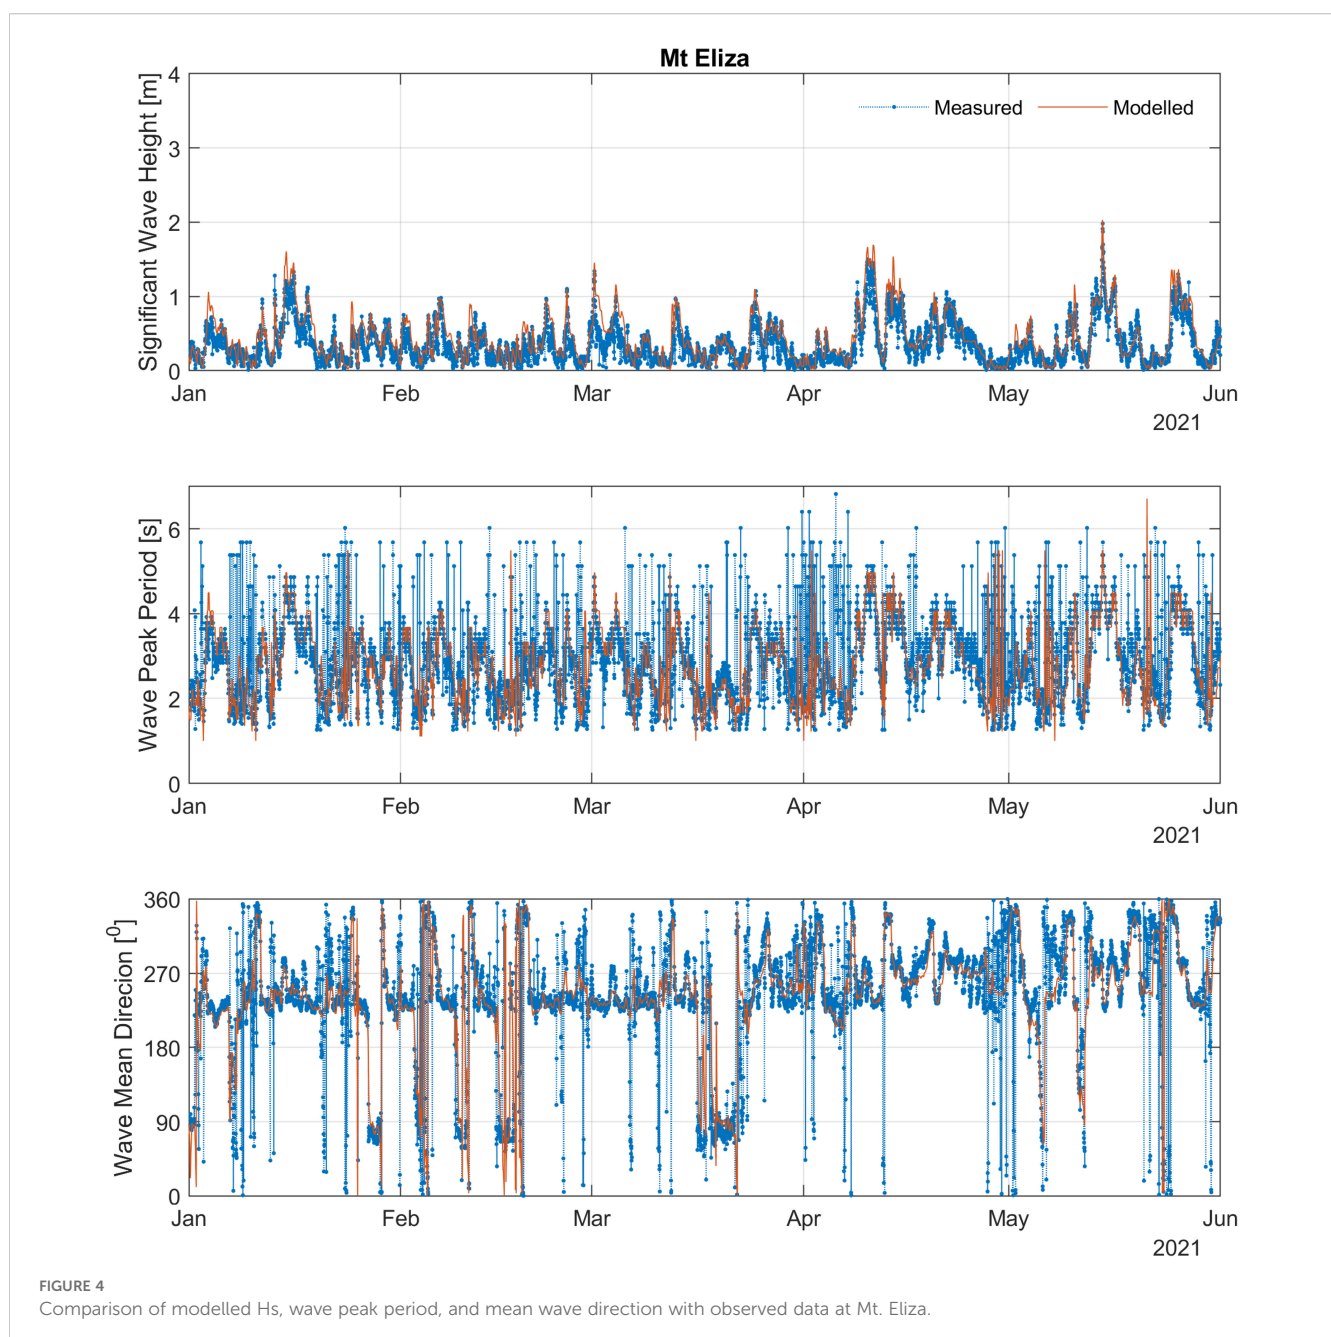 Mt Eliza
Significant Wave Height [m]
4
3
2
1
0
Measured
Modelled
Jan Feb Mar Apr May Jun
2021
Wave Peak Period [s]
6
4
2
0
Jan Feb Mar Apr May Jun
2021
Wave Mean Direcion [⁰]
360
270
180
90
0
Jan Feb Mar Apr May Jun
2021
FIGURE 4
Comparison of modelled Hs, wave peak period, and mean wave direction with observed data at Mt. Eliza.